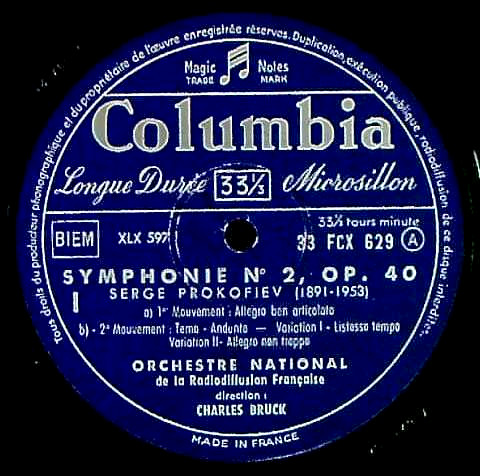 Tous droits du producteur phonographique et du propriétaire de l'œuvre enregistrée réservés. Duplication, exécution publique, radiodiffusion de ce disque interdites.
Magic Notes
TRADE MARK
Columbia
Longue Durée 33⅓ Microsillon
33⅓ tours minute
BIEM XLX 597 33 FCX 629 A
SYMPHONIE N° 2, OP. 40
I SERGE PROKOFIEV (1891-1953)
a) 1er Mouvement : Allegro ben articolato
b) - 2e Mouvement : Tema - Andante — Variation I - Listesso tempo
Variation II - Allegro non troppo
ORCHESTRE NATIONAL
de la Radiodiffusion Française
direction :
CHARLES BRUCK
MADE IN FRANCE